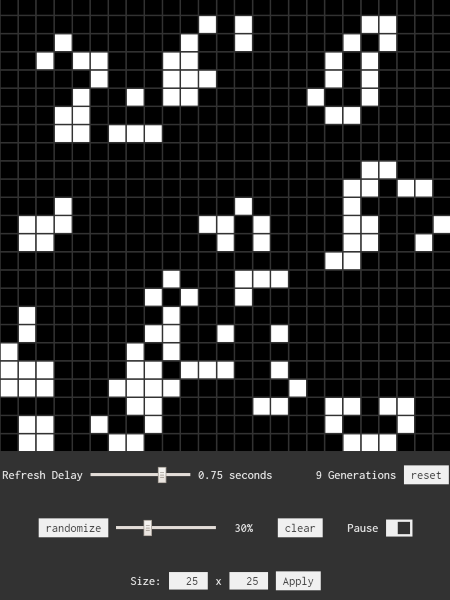 Refresh Delay 0.75 seconds 9 Generations reset
randomize 30% clear Pause
Size: 25 x 25 Apply